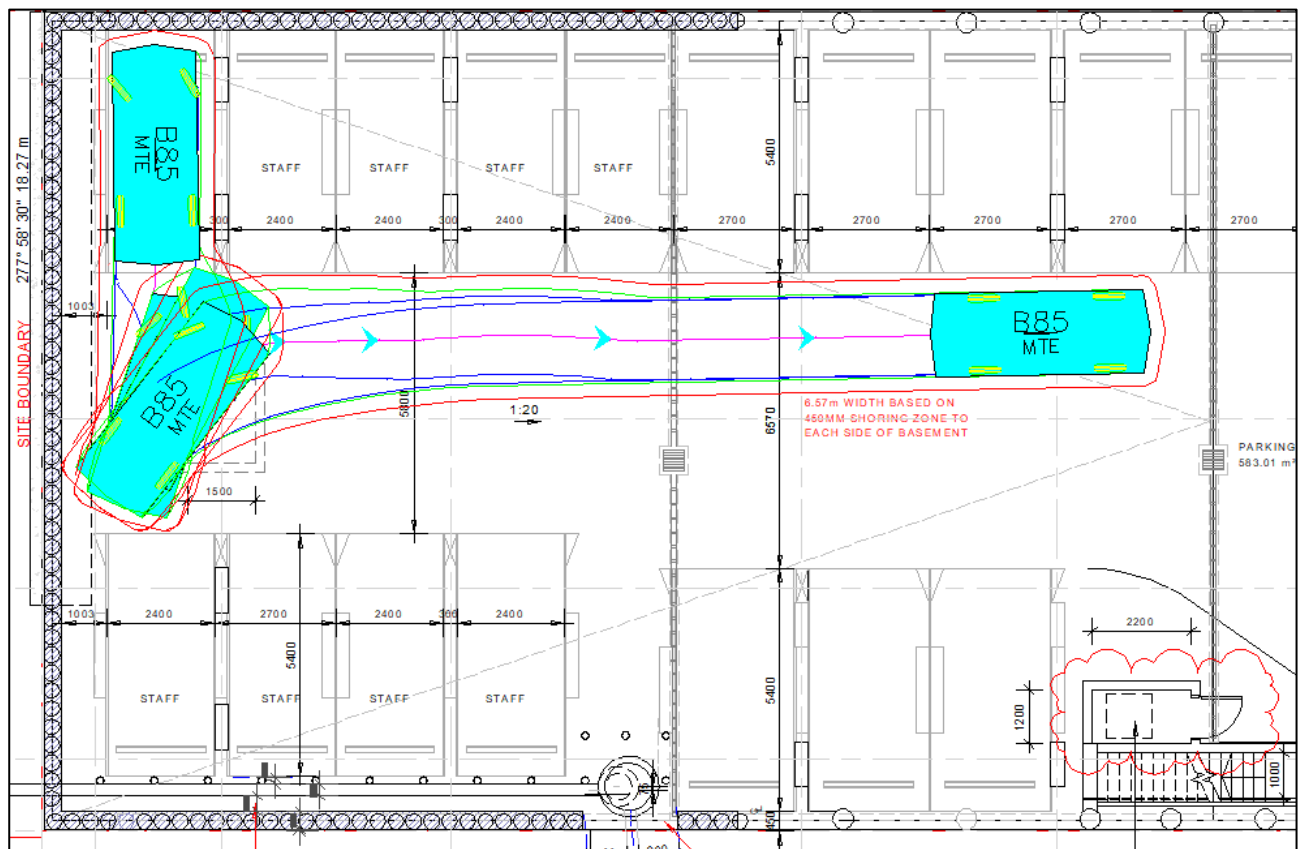 277° 58' 30" 18.27 m
SITE BOUNDARY
B85
MTE
STAFF
STAFF
STAFF
STAFF
5400
300
2400
2400
300
2400
2400
2700
2700
2700
2700
2700
1003
B85
MTE
B85
MTE
5800
1:20
6570
6.57m WIDTH BASED ON
450MM SHORING ZONE TO
EACH SIDE OF BASEMENT
PARKING
583.01 m²
1500
1003
2400
2700
2400
300
2400
5400
STAFF
STAFF
STAFF
STAFF
5400
2200
1200
1000
450